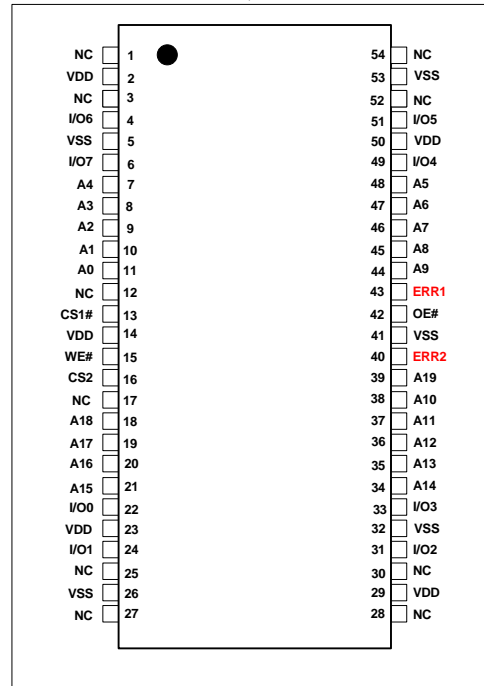 NC 1 54 NC
VDD 2 53 VSS
NC 3 52 NC
I/O6 4 51 I/O5
VSS 5 50 VDD
I/O7 6 49 I/O4
A4 7 48 A5
A3 8 47 A6
A2 9 46 A7
A1 10 45 A8
A0 11 44 A9
NC 12 43 ERR1
CS1# 13 42 OE#
VDD 14 41 VSS
WE# 15 40 ERR2
CS2 16 39 A19
NC 17 38 A10
A18 18 37 A11
A17 19 36 A12
A16 20 35 A13
A15 21 34 A14
I/O0 22 33 I/O3
VDD 23 32 VSS
I/O1 24 31 I/O2
NC 25 30 NC
VSS 26 29 VDD
NC 27 28 NC